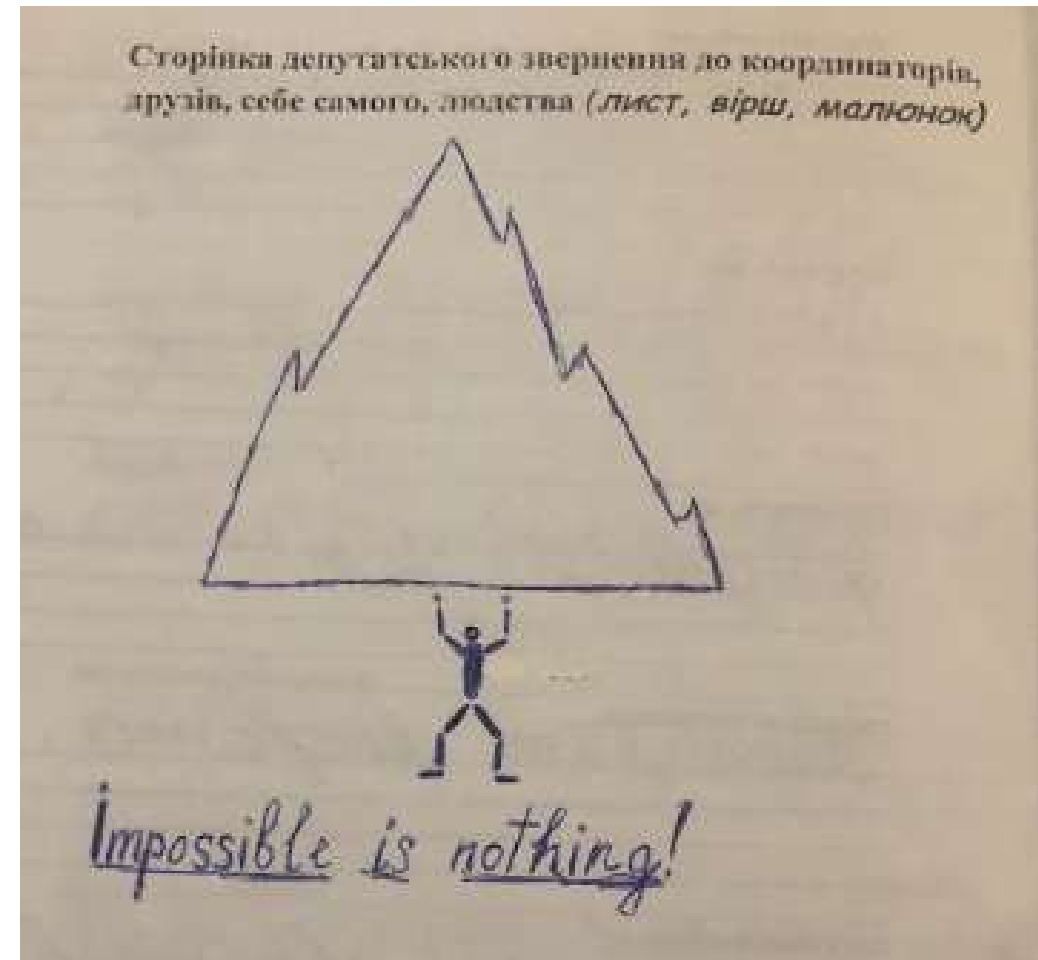 Сторінка депутатського звернення до координаторів,
друзів, себе самого, людства (лист, вірш, малюнок)
Impossible is nothing!